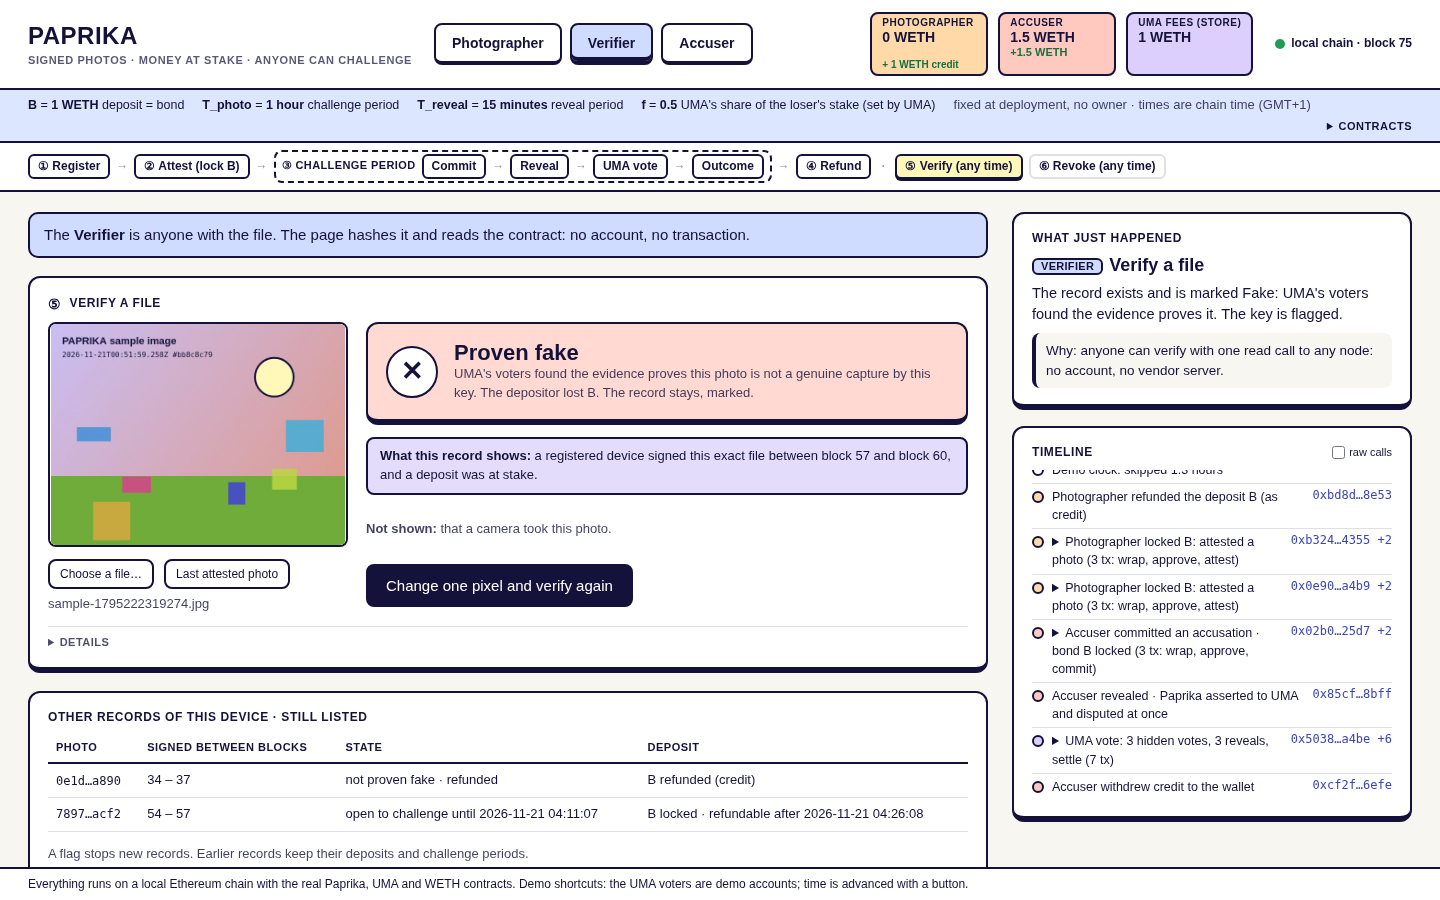 PAPRIKA
SIGNED PHOTOS · MONEY AT STAKE · ANYONE CAN CHALLENGE
Photographer
Verifier
Accuser
PHOTOGRAPHER
0 WETH
+ 1 WETH credit
ACCUSER
1.5 WETH
+1.5 WETH
UMA FEES (STORE)
1 WETH
local chain · block 75
B = 1 WETH deposit = bond T_photo = 1 hour challenge period T_reveal = 15 minutes reveal period f = 0.5 UMA's share of the loser's stake (set by UMA) fixed at deployment, no owner · times are chain time (GMT+1)
▶ CONTRACTS
① Register → ② Attest (lock B) → ③ CHALLENGE PERIOD Commit → Reveal → UMA vote → Outcome → ④ Refund · ⑤ Verify (any time) ⑥ Revoke (any time)
The Verifier is anyone with the file. The page hashes it and reads the contract: no account, no transaction.
⑤ VERIFY A FILE
PAPRIKA sample image
2026-11-21T00:51:59.258Z #bb8c8c79
Choose a file…
Last attested photo
sample-1795222319274.jpg
✕
Proven fake
UMA's voters found the evidence proves this photo is not a genuine capture by this
key. The depositor lost B. The record stays, marked.
What this record shows: a registered device signed this exact file between block 57 and block 60,
and a deposit was at stake.
Not shown: that a camera took this photo.
Change one pixel and verify again
▶ DETAILS
OTHER RECORDS OF THIS DEVICE · STILL LISTED
PHOTO SIGNED BETWEEN BLOCKS STATE DEPOSIT
0e1d…a890 34 – 37 not proven fake · refunded B refunded (credit)
7897…acf2 54 – 57 open to challenge until 2026-11-21 04:11:07 B locked · refundable after 2026-11-21 04:26:08
A flag stops new records. Earlier records keep their deposits and challenge periods.
WHAT JUST HAPPENED
VERIFIER Verify a file
The record exists and is marked Fake: UMA's voters
found the evidence proves it. The key is flagged.
Why: anyone can verify with one read call to any node:
no account, no vendor server.
TIMELINE
raw calls
Demo clock: skipped 1.3 hours
Photographer refunded the deposit B (as 0xbd8d…8e53
credit)
▶ Photographer locked B: attested a 0xb324…4355 +2
photo (3 tx: wrap, approve, attest)
▶ Photographer locked B: attested a 0x0e90…a4b9 +2
photo (3 tx: wrap, approve, attest)
▶ Accuser committed an accusation · 0x02b0…25d7 +2
bond B locked (3 tx: wrap, approve,
commit)
Accuser revealed · Paprika asserted to UMA 0x85cf…8bff
and disputed at once
▶ UMA vote: 3 hidden votes, 3 reveals, 0x5038…a4be +6
settle (7 tx)
Accuser withdrew credit to the wallet 0xcf2f…6efe
Everything runs on a local Ethereum chain with the real Paprika, UMA and WETH contracts. Demo shortcuts: the UMA voters are demo accounts; time is advanced with a button.